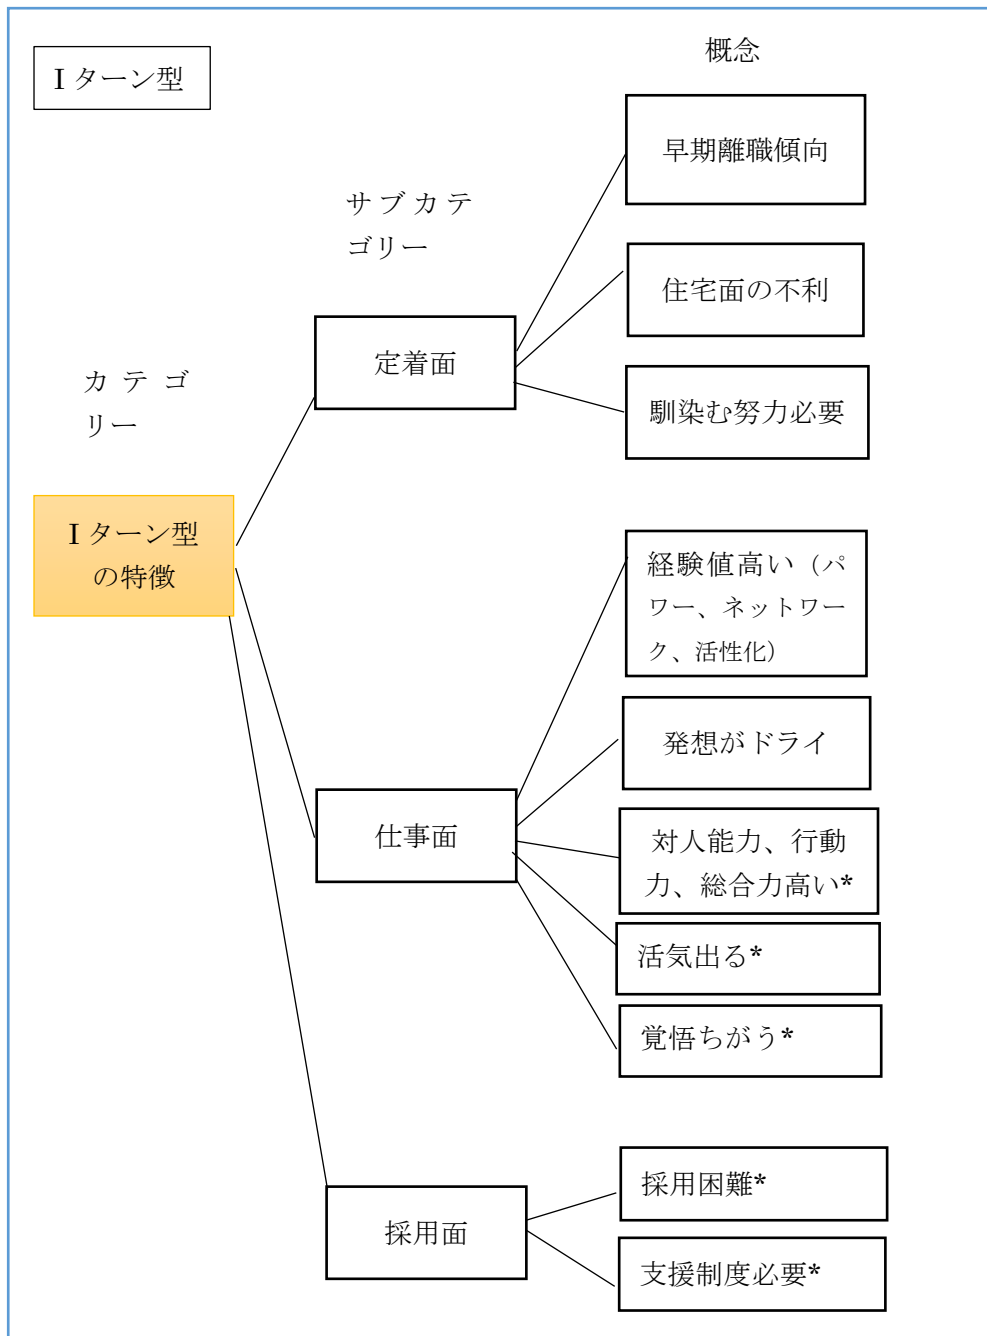 Ⅰターン型
概念
早期離職傾向
サブカテ
ゴリー
住宅面の不利
定着面
カテゴ
リー
馴染む努力必要
Ⅰターン型
の特徴
経験値高い（パ
ワー、ネットワー
ク、活性化）
発想がドライ
仕事面
対人能力、行動
力、総合力高い*
活気出る*
覚悟ちがう*
採用困難*
採用面
支援制度必要*